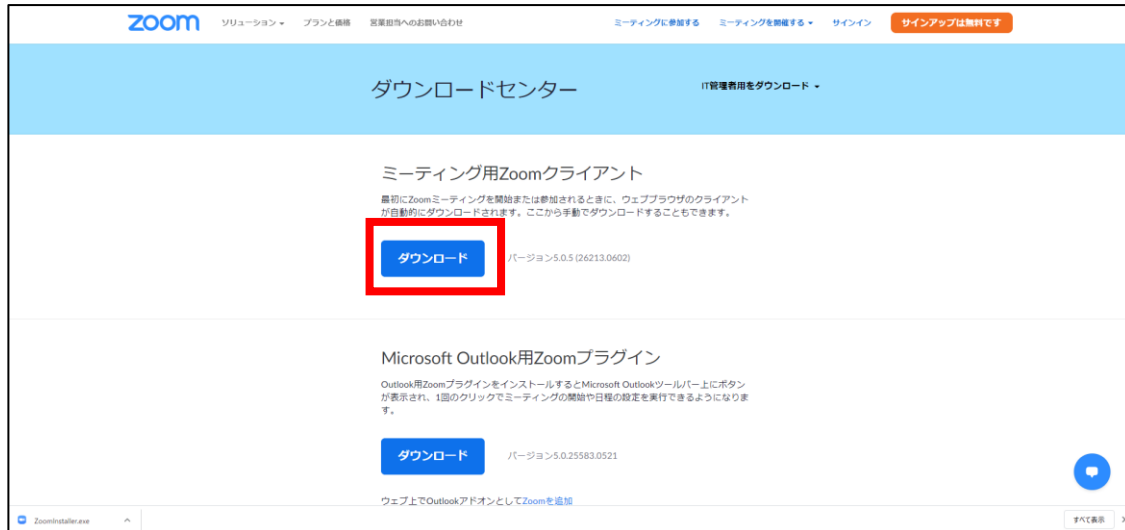 zoom ソリューション プランと価格 営業担当へのお問い合わせ ミーティングに参加する ミーティングを開催する サインイン サインアップは無料です
ダウンロードセンター IT管理者用をダウンロード
ミーティング用Zoomクライアント
最初にZoomミーティングを開始または参加されるときに、ウェブブラウザのクライアント
が自動的にダウンロードされます。ここから手動でダウンロードすることもできます。
ダウンロード バージョン5.0.5 (26213.0602)
Microsoft Outlook用Zoomプラグイン
Outlook用ZoomプラグインをインストールするとMicrosoft Outlookツールバー上にボタン
が表示され、1回のクリックでミーティングの開始や日程の設定を実行できるようになりま
す。
ダウンロード バージョン5.0.25583.0521
ウェブ上でOutlookアドオンとしてZoomを追加
ZoomInstaller.exe すべて表示